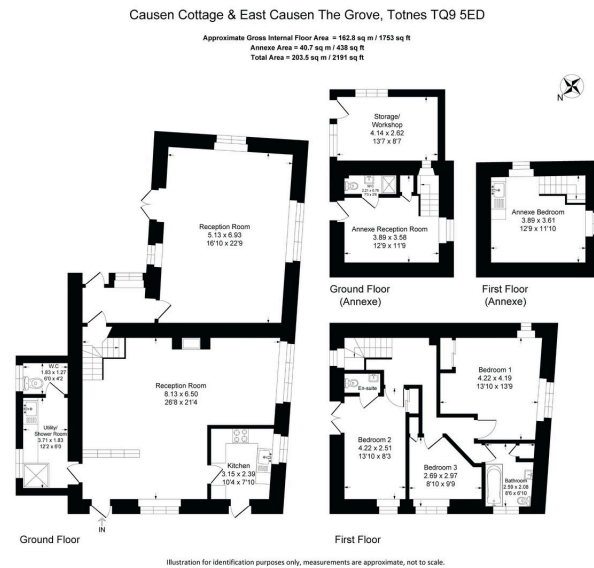 Causen Cottage & East Causen The Grove, Totnes TQ9 5ED
Approximate Gross Internal Floor Area = 162.8 sq m / 1753 sq ft
Annexe Area = 40.7 sq m / 438 sq ft
Total Area = 203.5 sq m / 2191 sq ft
N
Storage/
Workshop
4.14 x 2.62
13'7 x 8'7
W.C
Annexe Reception Room
3.89 x 3.58
12'9 x 11'9
Ground Floor
(Annexe)
Annexe Bedroom
3.89 x 3.61
12'9 x 11'10
First Floor
(Annexe)
Reception Room
5.13 x 6.93
16'10 x 22'9
W.C
1.83 x 1.27
6'0 x 4'2
Utility/
Shower Room
3.71 x 1.83
12'2 x 6'0
Reception Room
8.13 x 6.50
26'8 x 21'4
Kitchen
3.15 x 2.39
10'4 x 7'10
IN
Ground Floor
En-suite
Bedroom 1
4.22 x 4.19
13'10 x 13'9
Bedroom 2
4.22 x 2.51
13'10 x 8'3
Bedroom 3
2.69 x 2.97
8'10 x 9'9
Bathroom
2.59 x 2.08
8'6 x 6'10
First Floor
Illustration for identification purposes only, measurements are approximate, not to scale.